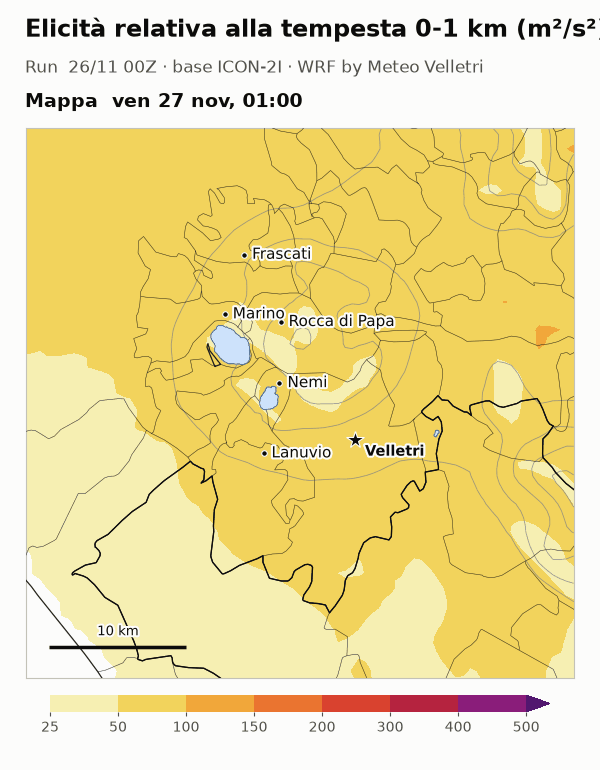 Elicità relativa alla tempesta 0-1 km (m²/s²)
Run  26/11 00Z · base ICON-2I · WRF by Meteo Velletri
Mappa  ven 27 nov, 01:00
Frascati
Marino
Rocca di Papa
Nemi
Velletri
Lanuvio
10 km
25 50 100 150 200 300 400 500